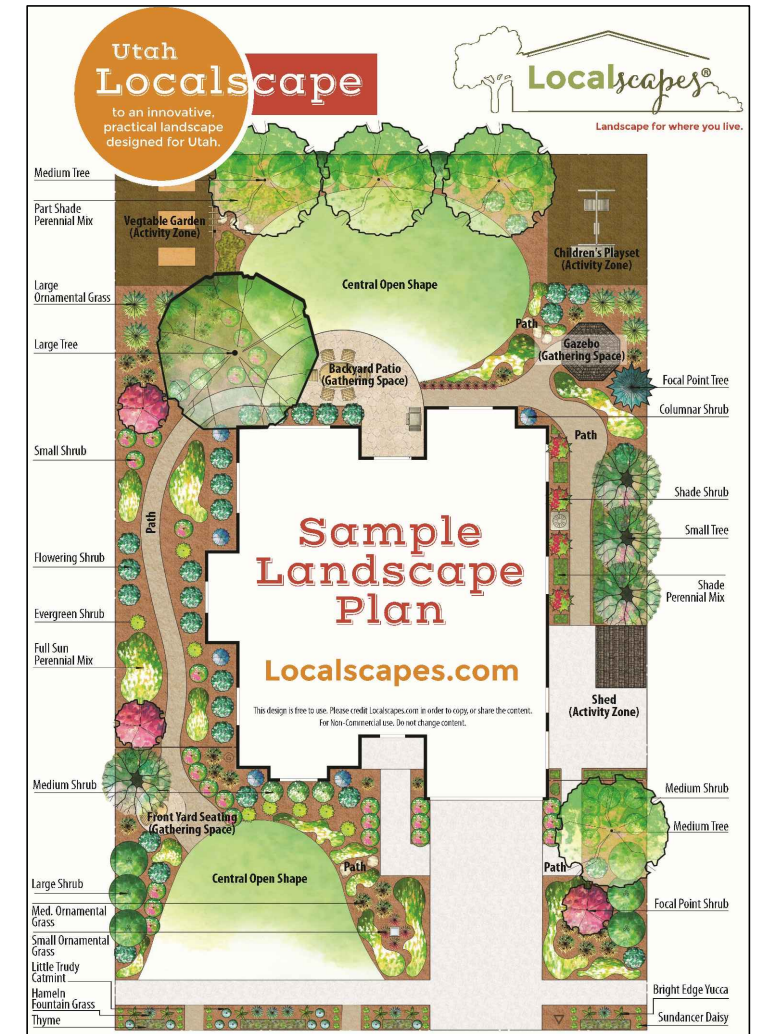 Utah
Localscape
to an innovative,
practical landscape
designed for Utah.
Localscapes®
Landscape for where you live.
Medium Tree
Part Shade
Perennial Mix
Vegtable Garden
(Activity Zone)
Children's Playset
(Activity Zone)
Large
Ornamental Grass
Central Open Shape
Path
Large Tree
Gazebo
(Gathering Space)
Backyard Patio
(Gathering Space)
Focal Point Tree
Columnar Shrub
Path
Small Shrub
Shade Shrub
Path
Small Tree
Flowering Shrub
Shade
Perennial Mix
Evergreen Shrub
Full Sun
Perennial Mix
Sample
Landscape
Plan
Localscapes.com
This design is free to use. Please credit Localscapes.com in order to copy, or share the content.
For Non-Commercial use. Do not change content.
Shed
(Activity Zone)
Medium Shrub
Medium Shrub
Front Yard Seating
(Gathering Space)
Medium Tree
Path
Path
Central Open Shape
Large Shrub
Focal Point Shrub
Med. Ornamental
Grass
Small Ornamental
Grass
Little Trudy
Catmint
Hameln
Fountain Grass
Thyme
Bright Edge Yucca
Sundancer Daisy